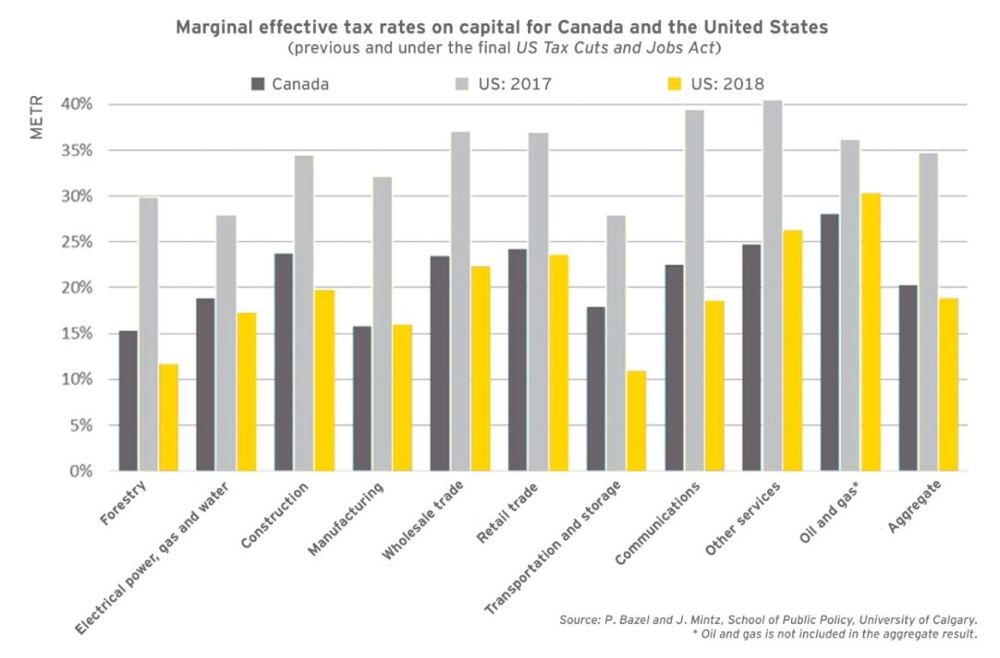 Marginal effective tax rates on capital for Canada and the United States
(previous and under the final US Tax Cuts and Jobs Act)
Canada
US: 2017
US: 2018
METR
40%
35%
30%
25%
20%
15%
10%
5%
0%
Forestry
Electrical power, gas and water
Construction
Manufacturing
Wholesale trade
Retail trade
Transportation and storage
Communications
Other services
Oil and gas*
Aggregate
Source: P. Bazel and J. Mintz, School of Public Policy, University of Calgary.
* Oil and gas is not included in the aggregate result.